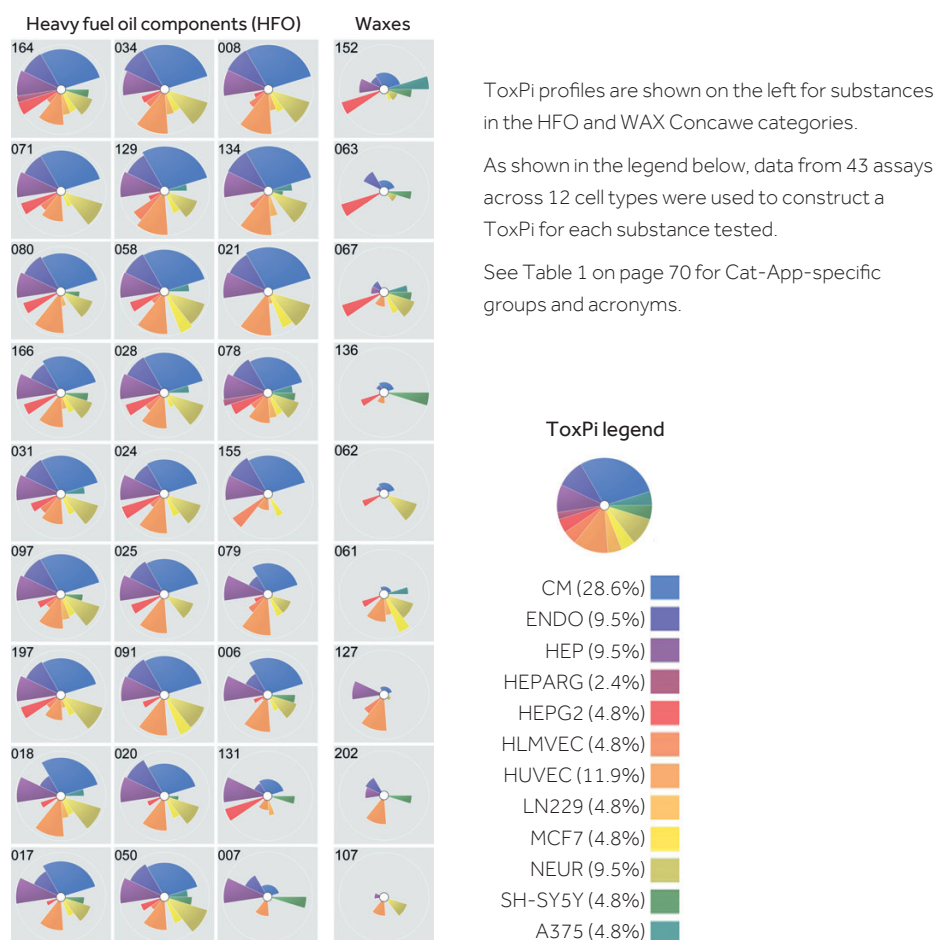 Heavy fuel oil components (HFO)
Waxes
164
034
008
152
071
129
134
063
080
058
021
067
166
028
078
136
031
024
155
062
097
025
079
061
197
091
006
127
018
020
131
202
017
050
007
107
ToxPi profiles are shown on the left for substances
in the HFO and WAX Concawe categories.
As shown in the legend below, data from 43 assays
across 12 cell types were used to construct a
ToxPi for each substance tested.
See Table 1 on page 70 for Cat-App-specific
groups and acronyms.
ToxPi legend
CM (28.6%)
ENDO (9.5%)
HEP (9.5%)
HEPARG (2.4%)
HEPG2 (4.8%)
HLMVEC (4.8%)
HUVEC (11.9%)
LN229 (4.8%)
MCF7 (4.8%)
NEUR (9.5%)
SH-SY5Y (4.8%)
A375 (4.8%)